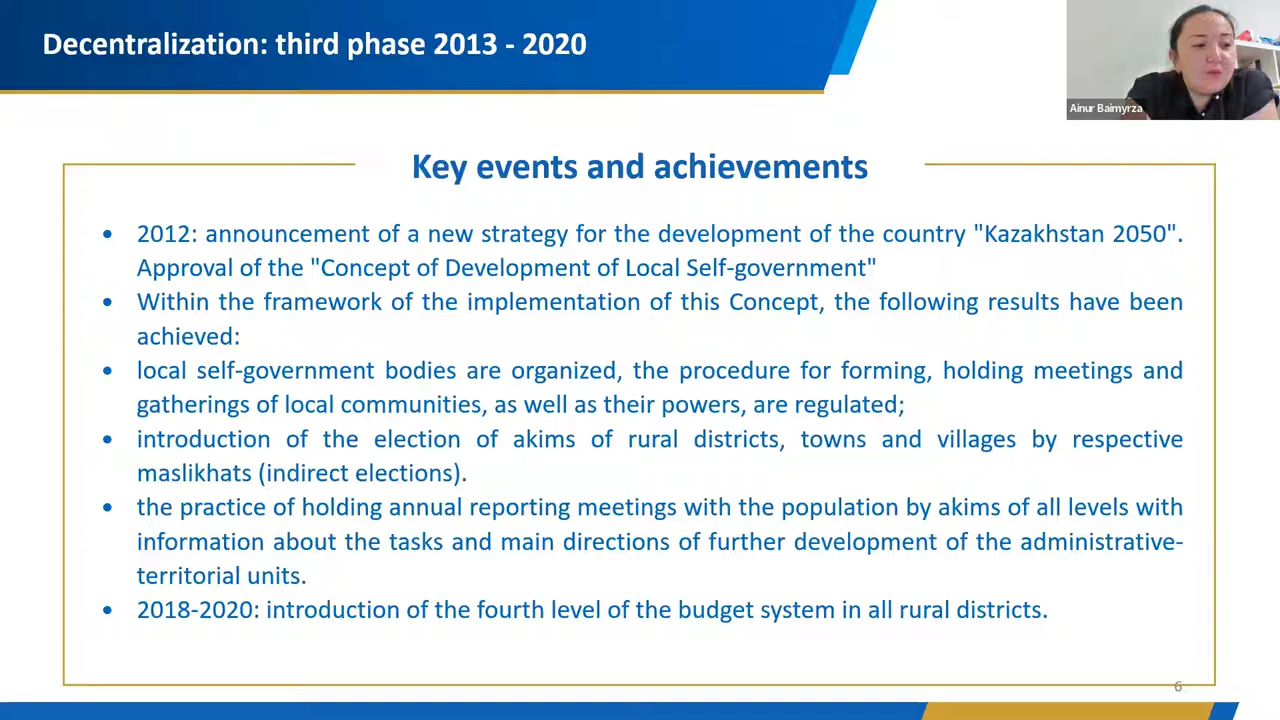 Decentralization: third phase 2013 - 2020
Ainur Baimyrza
Key events and achievements
• 2012: announcement of a new strategy for the development of the country "Kazakhstan 2050".
Approval of the "Concept of Development of Local Self-government"
• Within the framework of the implementation of this Concept, the following results have been
achieved:
• local self-government bodies are organized, the procedure for forming, holding meetings and
gatherings of local communities, as well as their powers, are regulated;
• introduction of the election of akims of rural districts, towns and villages by respective
maslikhats (indirect elections).
• the practice of holding annual reporting meetings with the population by akims of all levels with
information about the tasks and main directions of further development of the administrative-
territorial units.
• 2018-2020: introduction of the fourth level of the budget system in all rural districts.
6